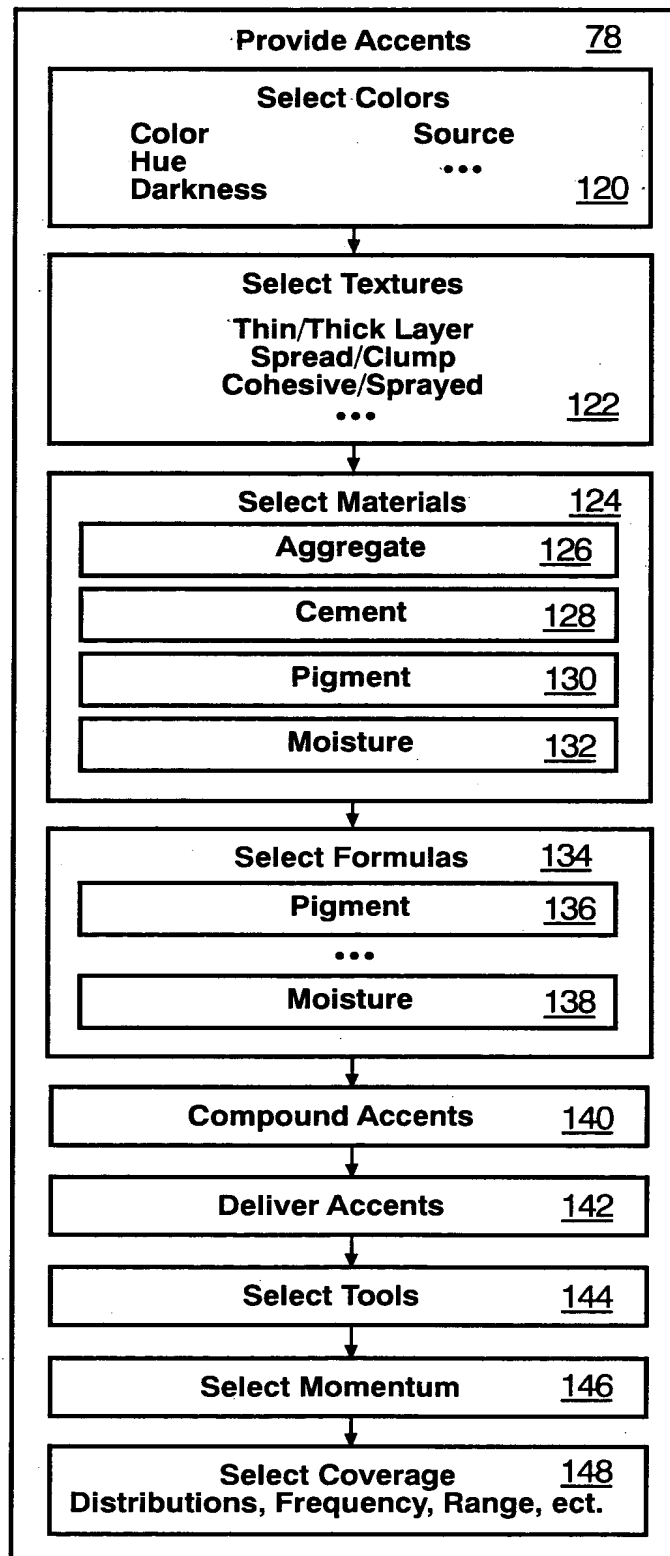 Provide Accents 78
Select Colors
Color Source
Hue •••
Darkness 120
Select Textures
Thin/Thick Layer
Spread/Clump
Cohesive/Sprayed
••• 122
Select Materials 124
Aggregate 126
Cement 128
Pigment 130
Moisture 132
Select Formulas 134
Pigment 136
•••
Moisture 138
Compound Accents 140
Deliver Accents 142
Select Tools 144
Select Momentum 146
Select Coverage 148
Distributions, Frequency, Range, ect.